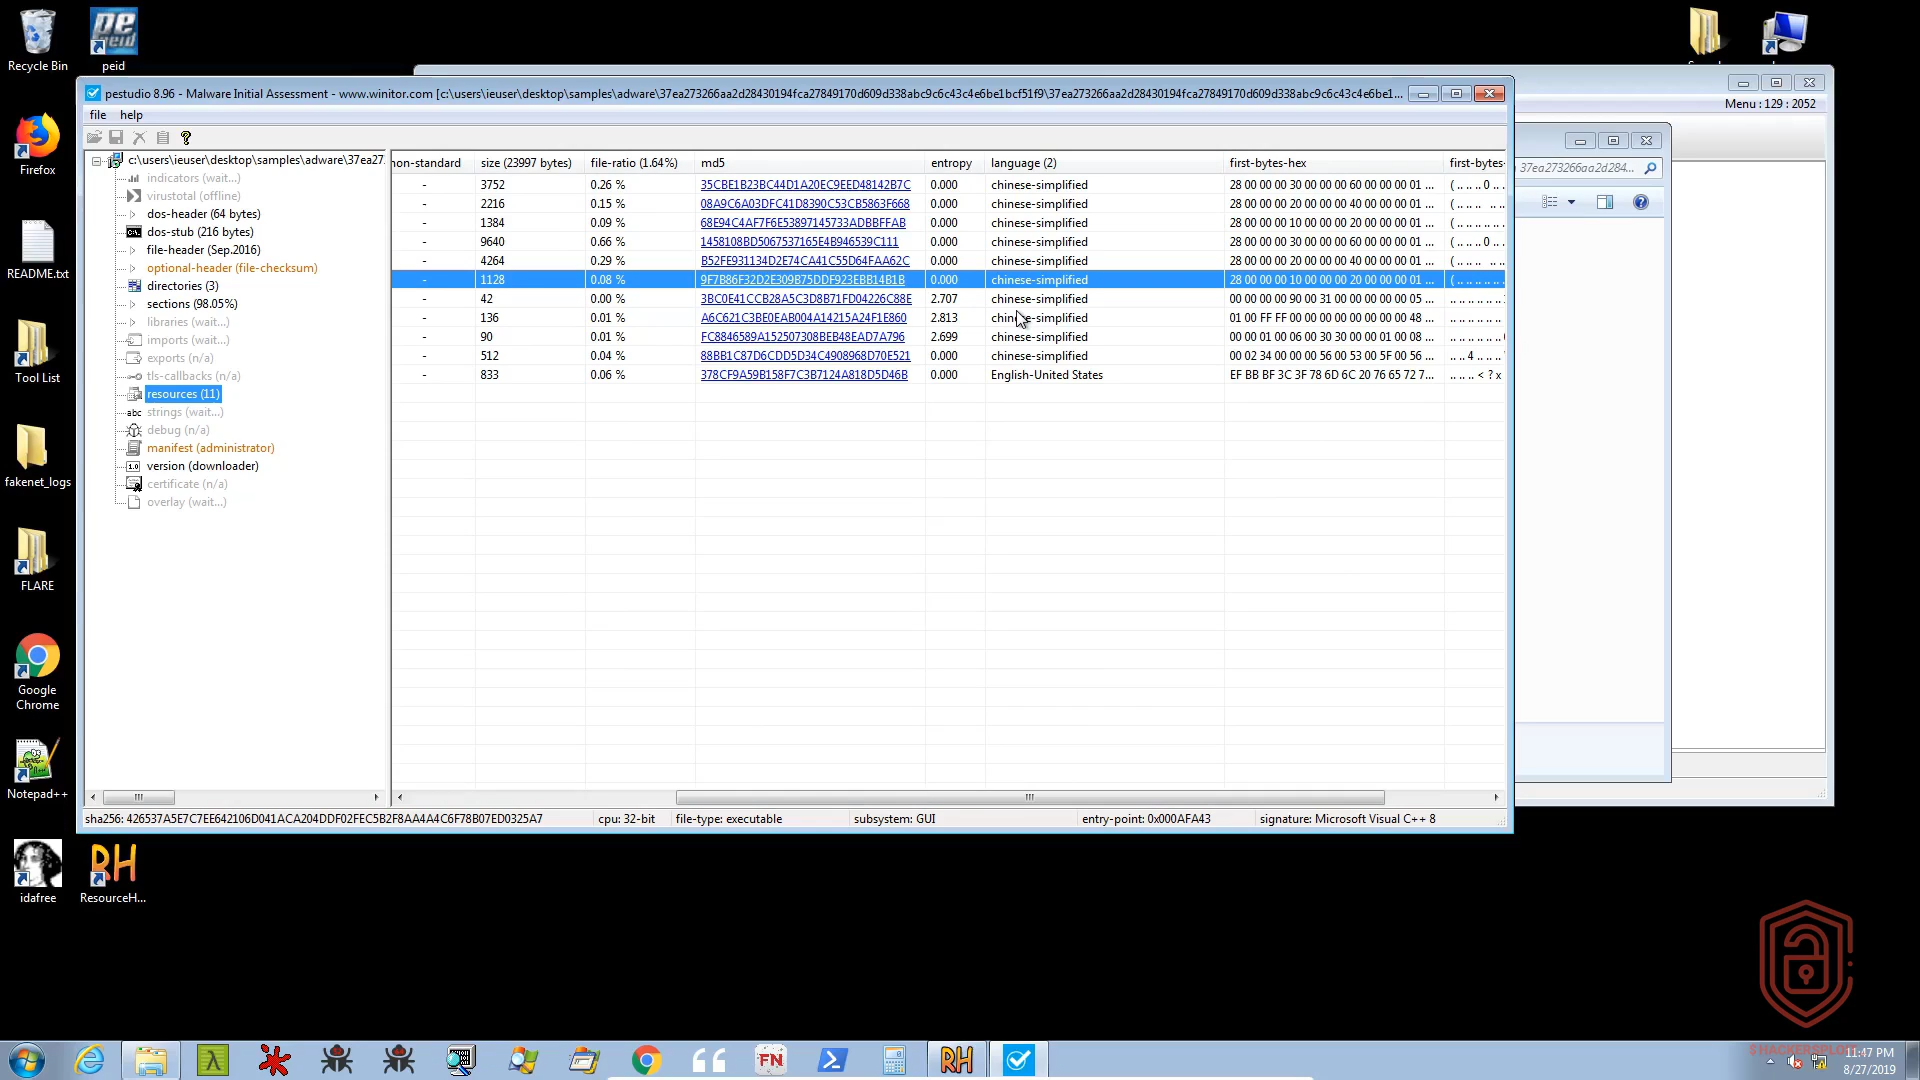 Recycle Bin
peid
Menu : 129 : 2052
pestudio 8.96 - Malware Initial Assessment - www.winitor.com [c:\users\ieuser\desktop\samples\adware\37ea273266aa2d28430194fca27849170d609d338abc9c6c43c4e6be1bcf51f9\37ea273266aa2d28430194fca27849170d609d338abc9c6c43c4e6be1...
file help
37ea273266aa2d284...
c:\users\ieuser\desktop\samples\adware\37ea27
indicators (wait...)
virustotal (offline)
dos-header (64 bytes)
dos-stub (216 bytes)
file-header (Sep.2016)
optional-header (file-checksum)
directories (3)
sections (98.05%)
libraries (wait...)
imports (wait...)
exports (n/a)
tls-callbacks (n/a)
resources (11)
abc strings (wait...)
debug (n/a)
manifest (administrator)
1.0 version (downloader)
certificate (n/a)
overlay (wait...)
non-standard size (23997 bytes) file-ratio (1.64%) md5 entropy language (2) first-bytes-hex first-bytes-
- 3752 0.26 % 35CBE1B23BC44D1A20EC9EED48142B7C 0.000 chinese-simplified 28 00 00 00 30 00 00 00 60 00 00 00 01 ... ( .. .. .. 0 .. ..
- 2216 0.15 % 08A9C6A03DFC41D8390C53CB5863F668 0.000 chinese-simplified 28 00 00 00 20 00 00 00 40 00 00 00 01 ... ( .. .. .. .. ..
- 1384 0.09 % 68E94C4AF7F6E53897145733ADBBFFAB 0.000 chinese-simplified 28 00 00 00 10 00 00 00 20 00 00 00 01 ... ( .. .. .. .. .. ..
- 9640 0.66 % 1458108BD5067537165E4B946539C111 0.000 chinese-simplified 28 00 00 00 30 00 00 00 60 00 00 00 01 ... ( .. .. .. 0 .. ..
- 4264 0.29 % B52FE931134D2E74CA41C55D64FAA62C 0.000 chinese-simplified 28 00 00 00 20 00 00 00 40 00 00 00 01 ... ( .. .. .. .. ..
- 1128 0.08 % 9F7B86F32D2E309B75DDF923EBB14B1B 0.000 chinese-simplified 28 00 00 00 10 00 00 00 20 00 00 00 01 ... ( .. .. .. .. .. ..
- 42 0.00 % 3BC0E41CCB28A5C3D8B71FD04226C88E 2.707 chinese-simplified 00 00 00 00 90 00 31 00 00 00 00 00 05 ... .. .. .. .. .. ..
- 136 0.01 % A6C621C3BE0EAB004A14215A24F1E860 2.813 chinese-simplified 01 00 FF FF 00 00 00 00 00 00 00 00 48 ... .. .. .. .. .. ..
- 90 0.01 % FC8846589A152507308BEB48EAD7A796 2.699 chinese-simplified 00 00 01 00 06 00 30 30 00 00 01 00 08 ... .. .. .. .. .. ..
- 512 0.04 % 88BB1C87D6CDD5D34C4908968D70E521 0.000 chinese-simplified 00 02 34 00 00 00 56 00 53 00 5F 00 56 ... .. .. 4 .. .. ..
- 833 0.06 % 378CF9A59B158F7C3B7124A818D5D46B 0.000 English-United States EF BB BF 3C 3F 78 6D 6C 20 76 65 72 7... .. .. .. < ? x
sha256: 426537A5E7C7EE642106D041ACA204DDF02FEC5B2F8AA4A4C6F78B07ED0325A7 cpu: 32-bit file-type: executable subsystem: GUI entry-point: 0x000AFA43 signature: Microsoft Visual C++ 8
Firefox
README.txt
Tool List
fakenet_logs
FLARE
Google
Chrome
Notepad++
idafree
RH
ResourceH...
FN
RH
$HACKERSPLOIT
11:47 PM
8/27/2019